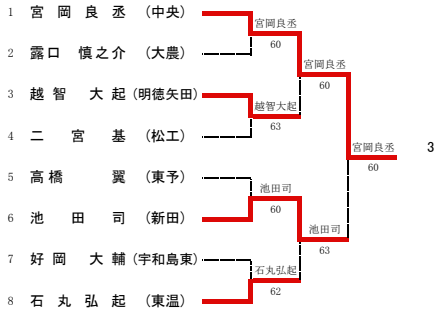 1 宮岡良丞 (中央)
宮岡良丞
60
2 露口慎之介 (大農)
宮岡良丞
60
3 越智大起 (明徳矢田)
越智大起
63
4 二宮基 (松工)
宮岡良丞
60
3
5 高橋翼 (東予)
池田司
60
6 池田司 (新田)
池田司
63
7 好岡大輔 (宇和島東)
石丸弘起
62
8 石丸弘起 (東温)